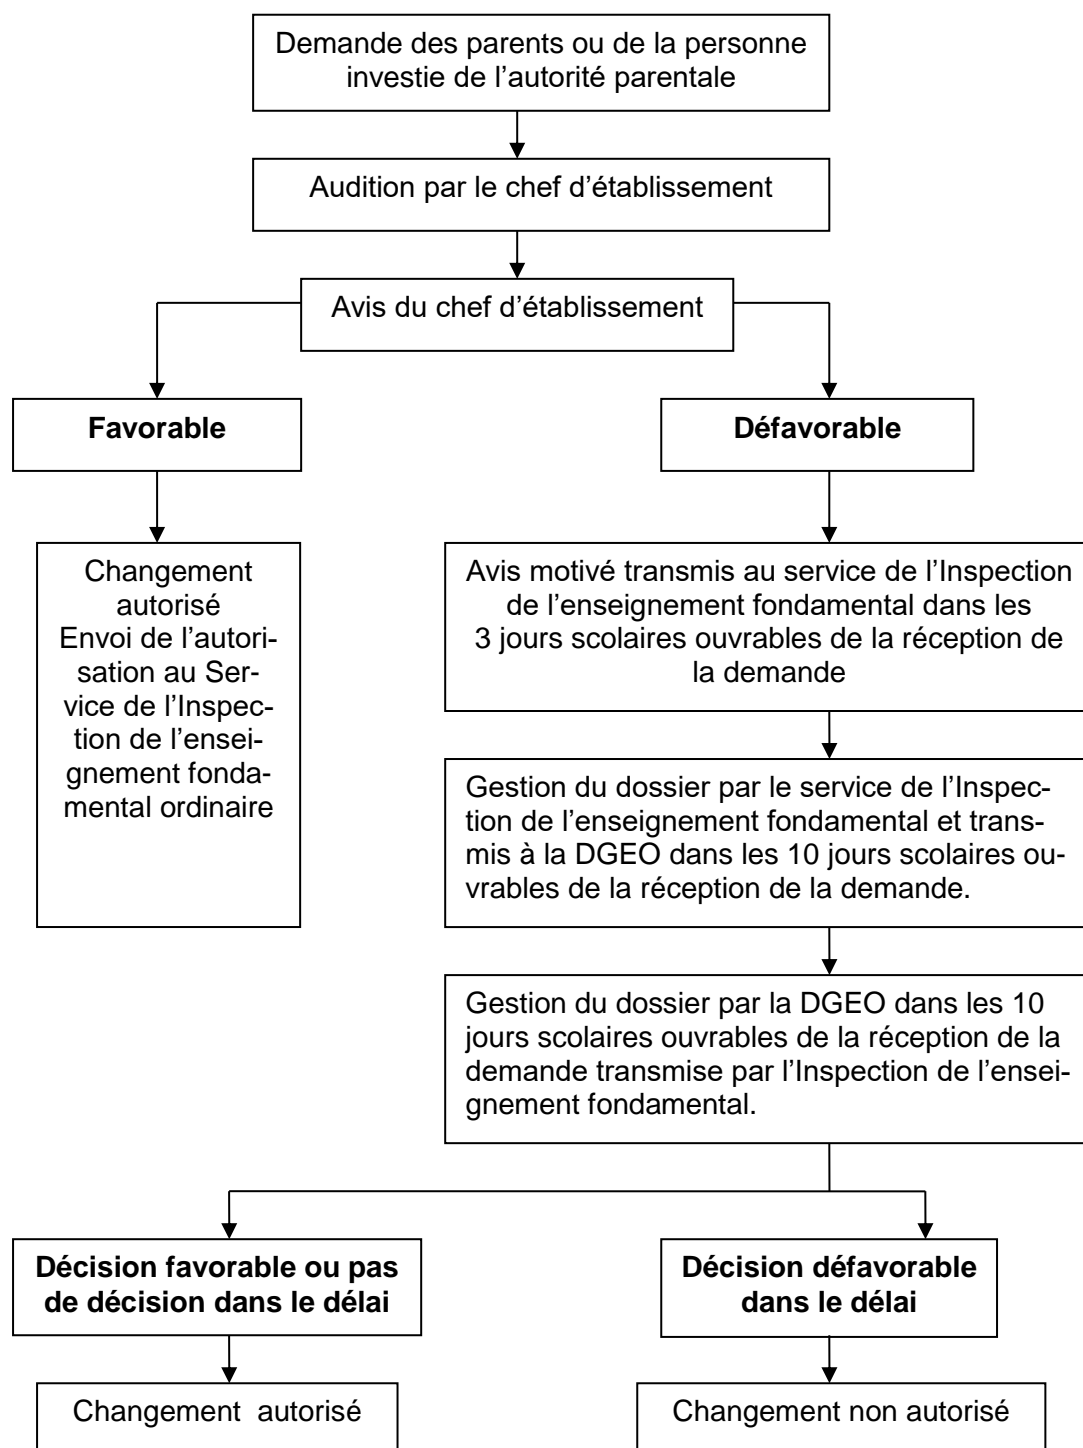 Demande des parents ou de la personne
investie de l’autorité parentale
Audition par le chef d’établissement
Avis du chef d’établissement
Favorable
Défavorable
Changement
autorisé
Envoi de l’autori-
sation au Ser-
vice de l’Inspec-
tion de l’ensei-
gnement fonda-
mental ordinaire
Avis motivé transmis au service de l’Inspection
de l’enseignement fondamental dans les
3 jours scolaires ouvrables de la réception de
la demande
Gestion du dossier par le service de l’Inspec-
tion de l’enseignement fondamental et trans-
mis à la DGEO dans les 10 jours scolaires ou-
vrables de la réception de la demande.
Gestion du dossier par la DGEO dans les 10
jours scolaires ouvrables de la réception de la
demande transmise par l’Inspection de l’ensei-
gnement fondamental.
Décision favorable ou pas
de décision dans le délai
Décision défavorable
dans le délai
Changement autorisé
Changement non autorisé